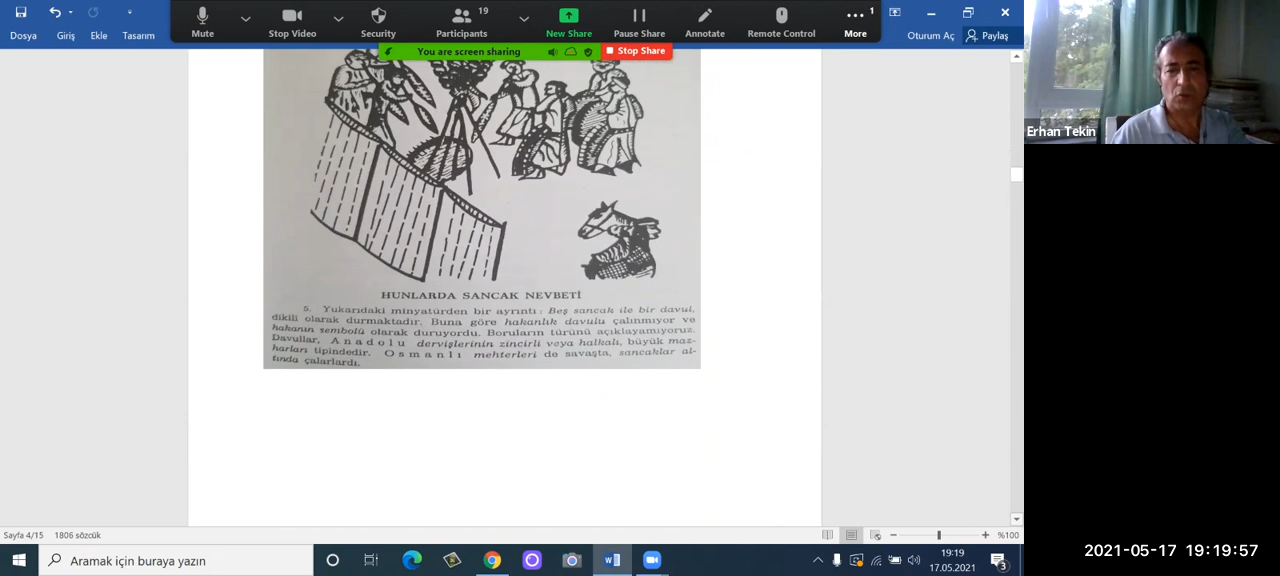 19
1
Mute
Stop Video
Security
Participants
New Share
Pause Share
Annotate
Remote Control
More
Dosya
Giriş
Ekle
Tasarım
You are screen sharing
Stop Share
Oturum Aç
Paylaş
Erhan Tekin
HUNLARDA SANCAK NEVBETİ
5. Yukarıdaki minyatürden bir ayrıntı: Beş sancak ile bir davul,
dikili olarak durmaktadır. Buna göre hakanlık davulu çalınmıyor ve
hakanın sembolü olarak duruyordu. Boruların türünü açıklayamıyoruz.
Davullar, Anadolu dervişlerinin zincirli veya halkalı, büyük maz-
harları tipindedir. Osmanlı mehterleri de savaşta, sancaklar al-
tında çalarlardı.
Sayfa 4/15
1806 sözcük
%100
Aramak için buraya yazın
19:19
17.05.2021
3
2021-05-17 19:19:57